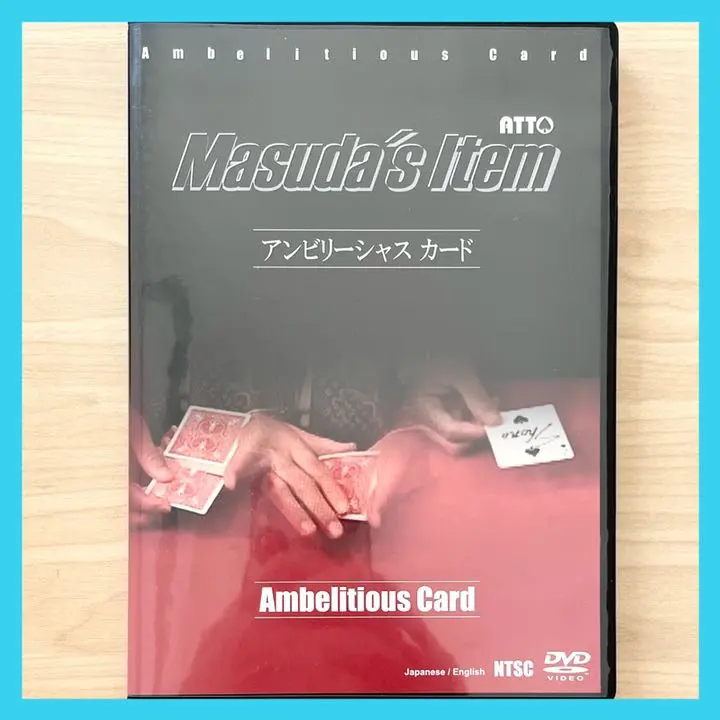 Ambelitious Card
ATTO
Masuda's Item
アンビリーシャス カード
Shono
Ambelitious Card
Japanese / English NTSC DVD
VIDEO